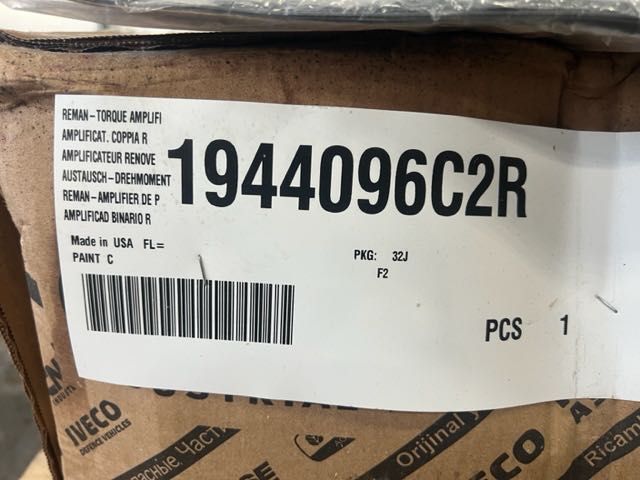 REMAN-TORQUE AMPLIFI
AMPLIFICAT. COPPIA R
AMPLIFICATEUR RENOVE
AUSTAUSCH-DREHMOMENT
REMAN-AMPLIFIER DE P
AMPLIFICAD BINARIO R
1944096C2R
Made in USA FL=
PAINT C
PKG: 32J
F2
PCS 1
IVECO
DEFENCE VEHICLES
Части
Orijinal
IVECO
Ricamb